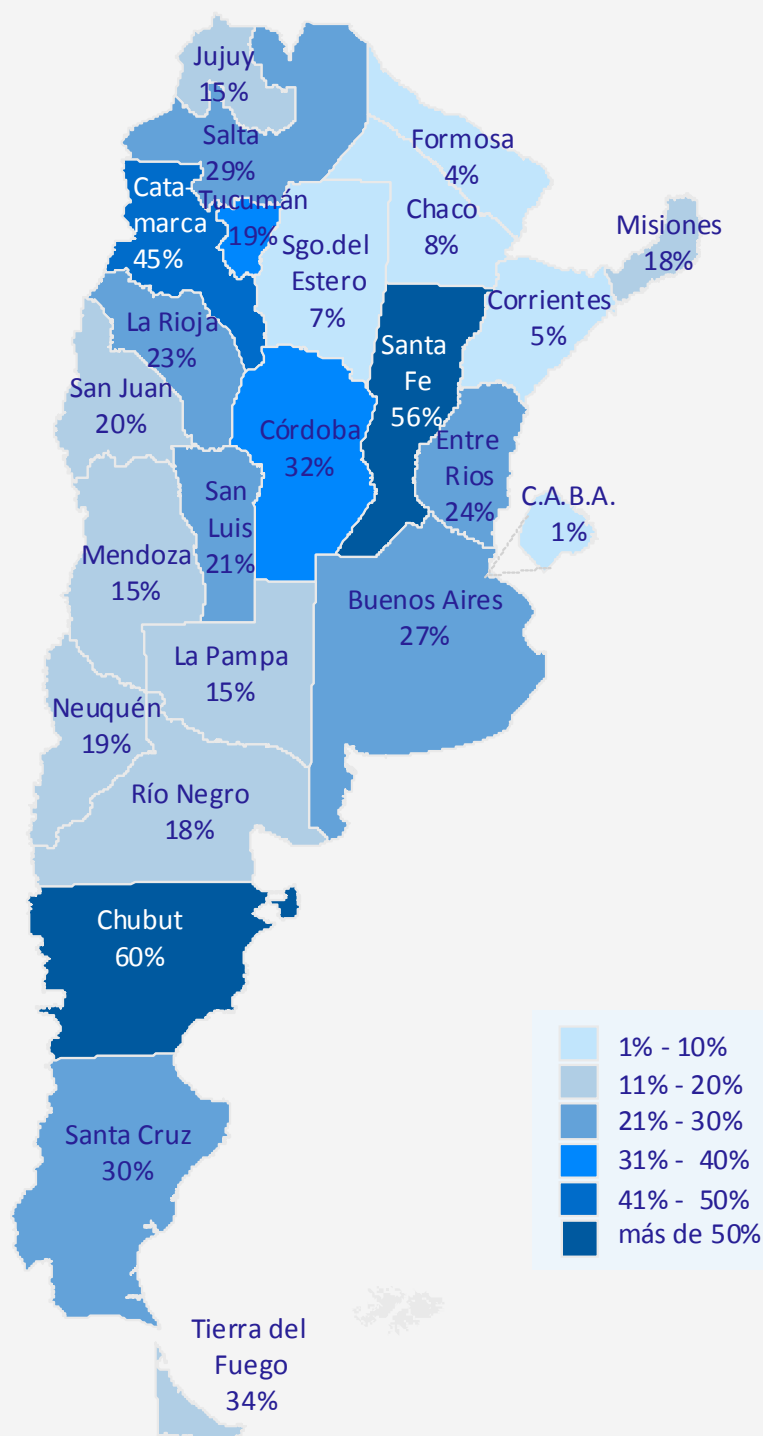 Jujuy
15%
Salta
29%
Formosa
4%
Cata-
marca
45%
Tucumán
19%
Chaco
8%
Misiones
18%
Sgo.del
Estero
7%
Corrientes
5%
La Rioja
23%
Santa
Fe
56%
San Juan
20%
Córdoba
32%
Entre
Rios
24%
San
Luis
21%
C.A.B.A.
1%
Mendoza
15%
Buenos Aires
27%
La Pampa
15%
Neuquén
19%
Río Negro
18%
Chubut
60%
Santa Cruz
30%
Tierra del
Fuego
34%
1% - 10%
11% - 20%
21% - 30%
31% -  40%
41% -  50%
más de 50%